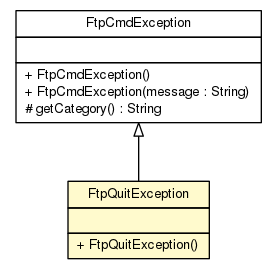 FtpCmdException
+ FtpCmdException()
+ FtpCmdException(message : String)
# getCategory() : String
FtpQuitException
+ FtpQuitException()